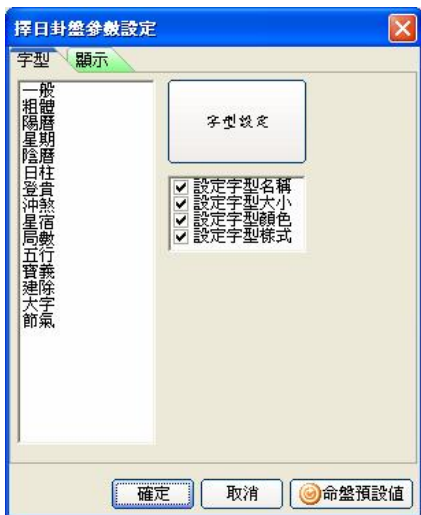 擇日卦盤參數設定
字型
顯示
一般
粗體
陽曆
星期
陰曆
日柱
登貴
沖煞
星宿
局數
五行
寶義
建除
大字
節氣
字型設定
設定字型名稱
設定字型大小
設定字型顏色
設定字型樣式
確定
取消
命盤預設值